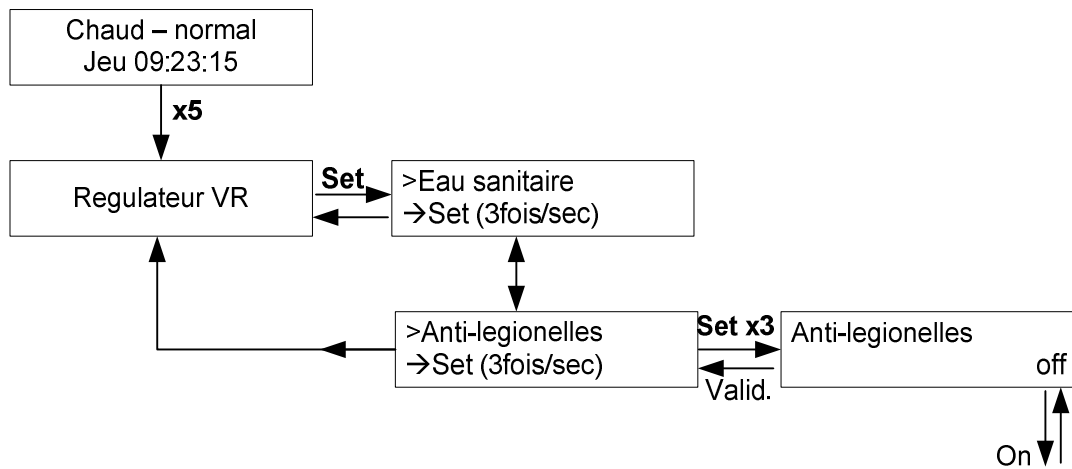 Chaud – normal
Jeu 09:23:15
x5
Regulateur VR
Set
>Eau sanitaire
→Set (3fois/sec)
>Anti-legionelles
→Set (3fois/sec)
Set x3
Valid.
Anti-legionelles
off
On